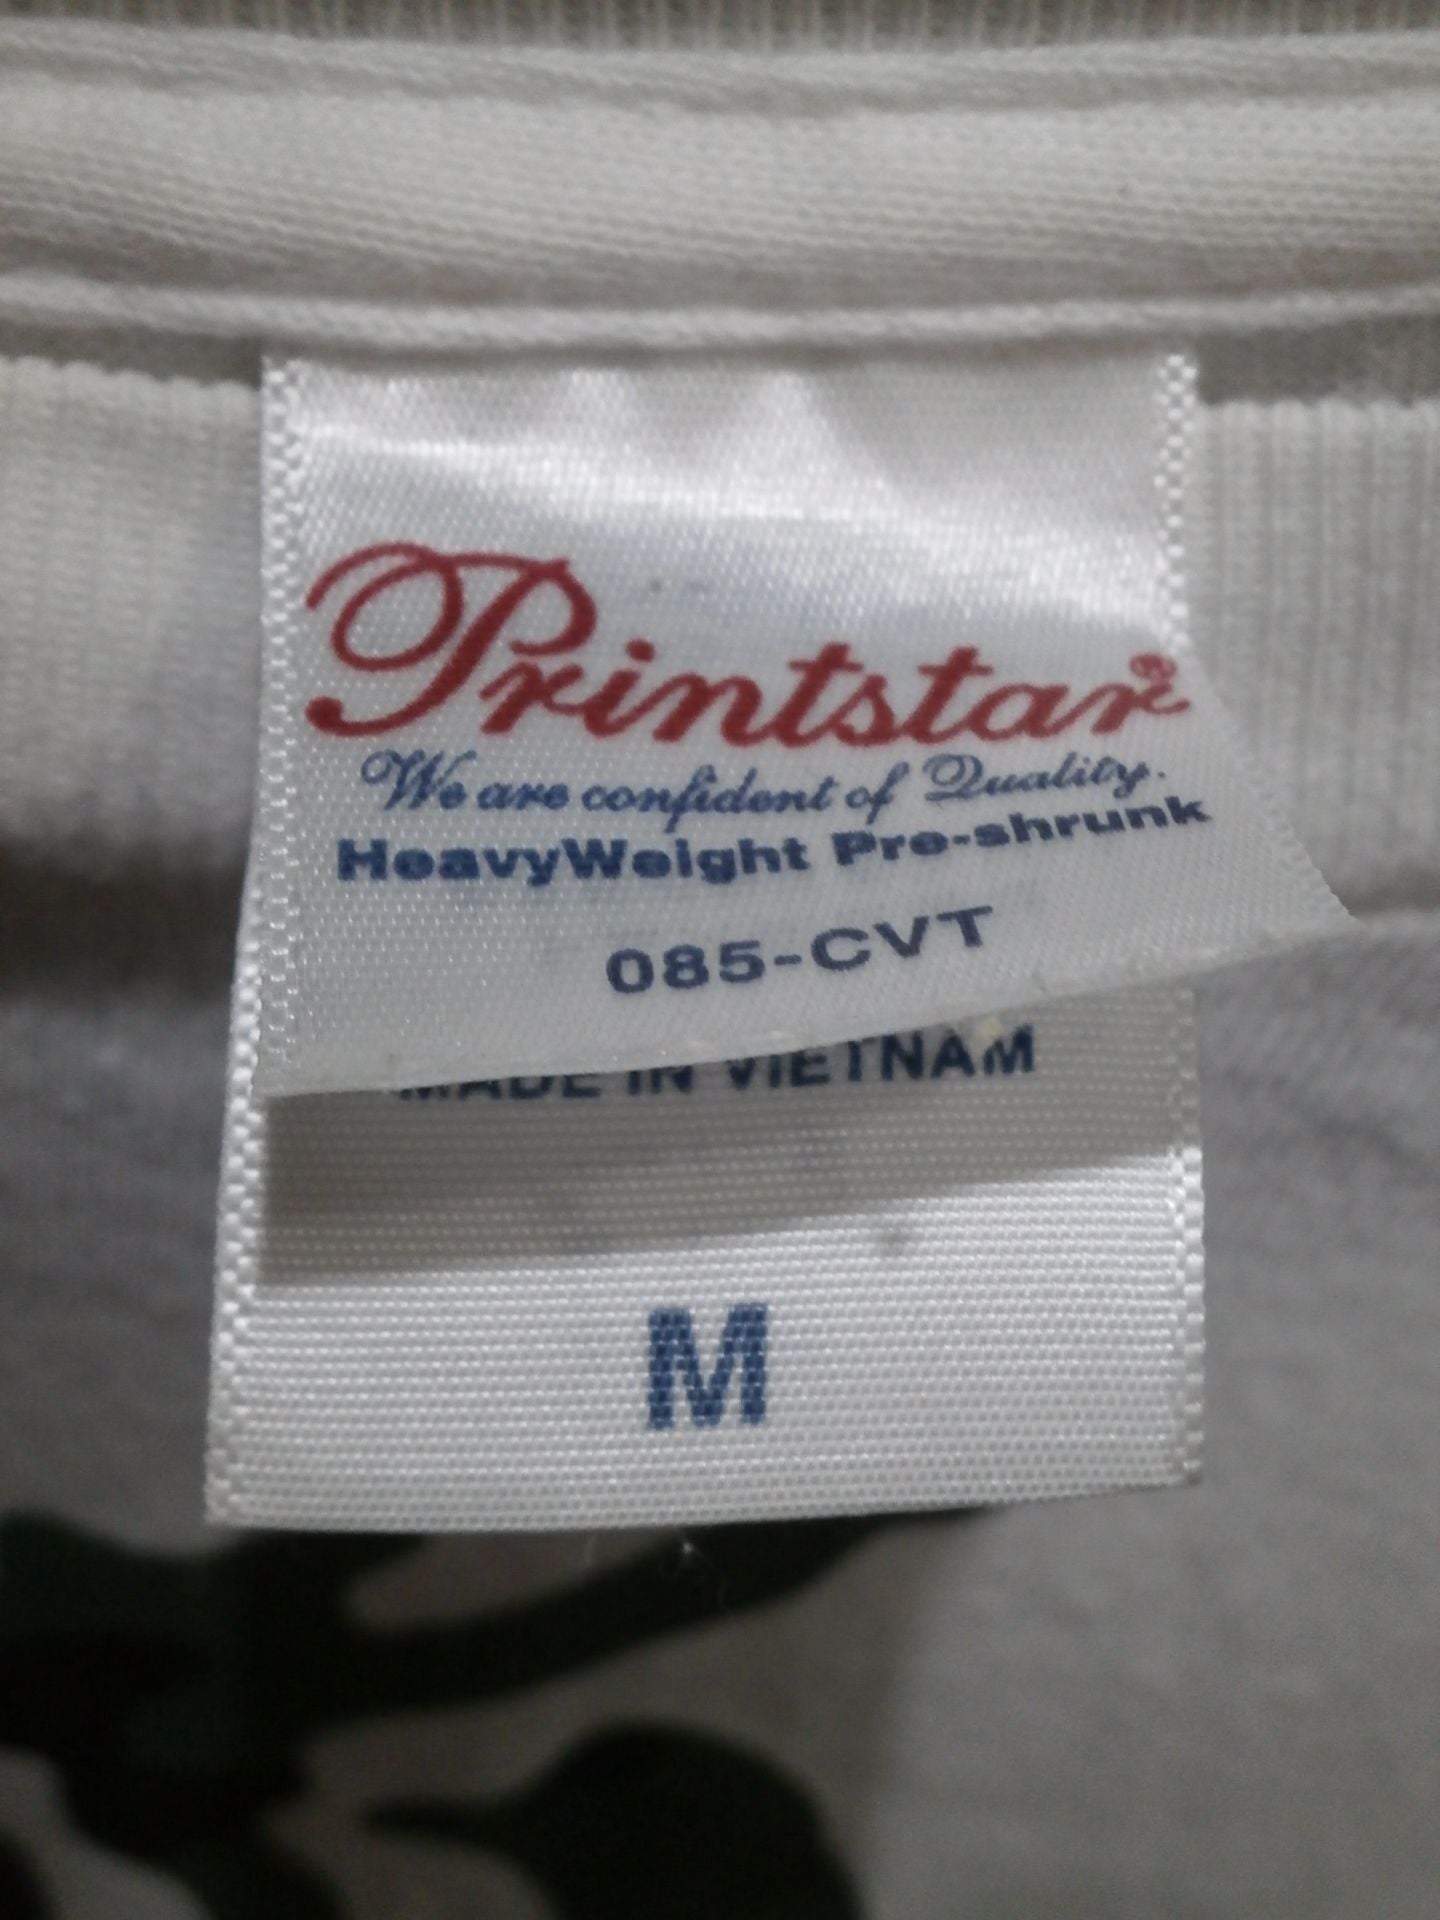 Printstar®
We are confident of Quality.
HeavyWeight Pre-shrunk
085-CVT
MADE IN VIETNAM
M